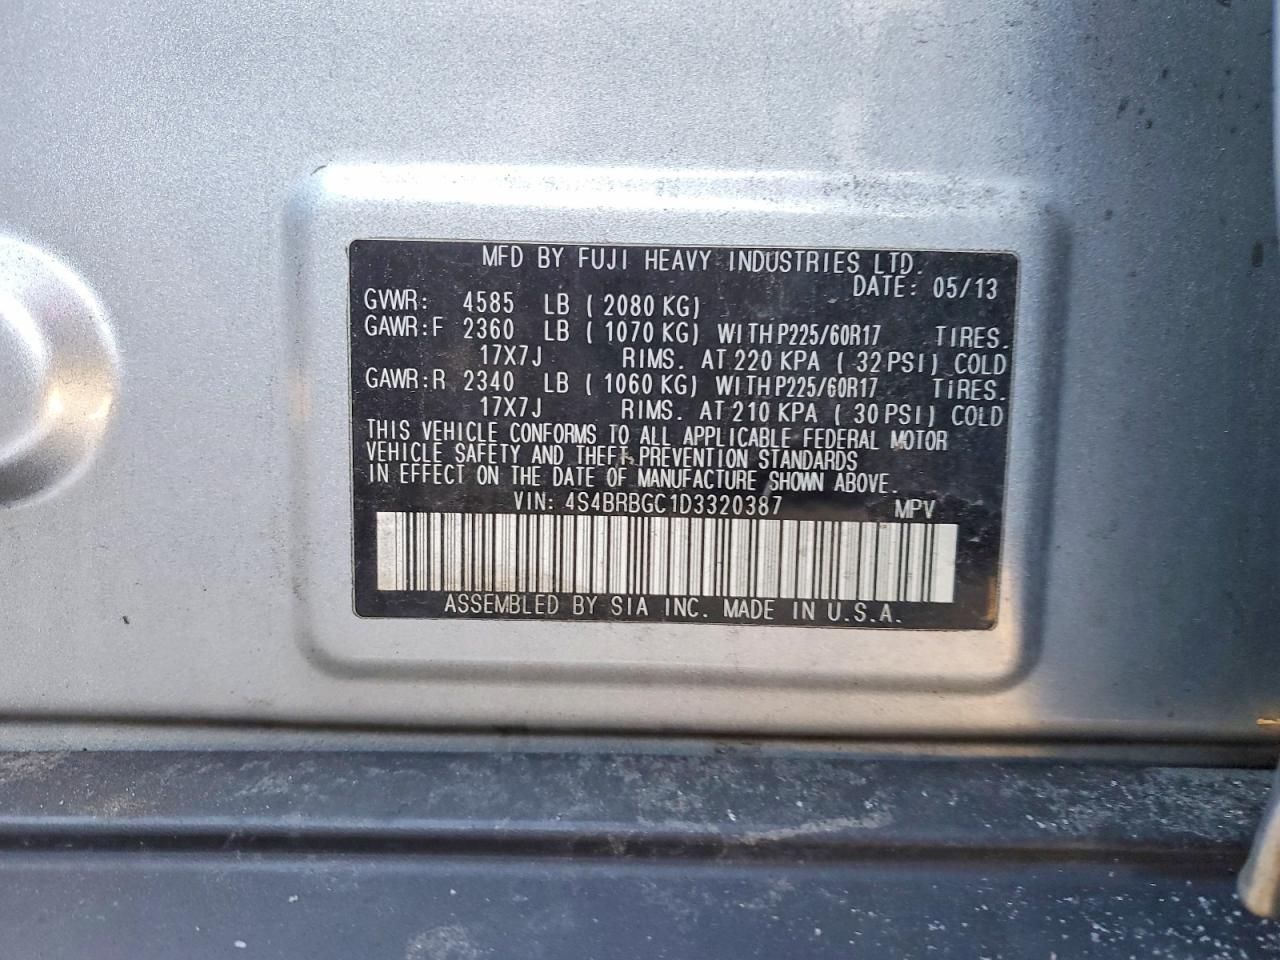 MFD BY FUJI HEAVY INDUSTRIES LTD.
DATE: 05/13
GVWR: 4585 LB ( 2080 KG)
GAWR:F 2360 LB ( 1070 KG) WITH P225/60R17 TIRES.
17X7J RIMS. AT 220 KPA ( 32 PSI) COLD
GAWR:R 2340 LB ( 1060 KG) WITH P225/60R17 TIRES.
17X7J RIMS. AT 210 KPA ( 30 PSI) COLD
THIS VEHICLE CONFORMS TO ALL APPLICABLE FEDERAL MOTOR
VEHICLE SAFETY AND THEFT PREVENTION STANDARDS
IN EFFECT ON THE DATE OF MANUFACTURE SHOWN ABOVE.
VIN: 4S4BRBGC1D3320387 MPV
ASSEMBLED BY SIA INC. MADE IN U.S.A.